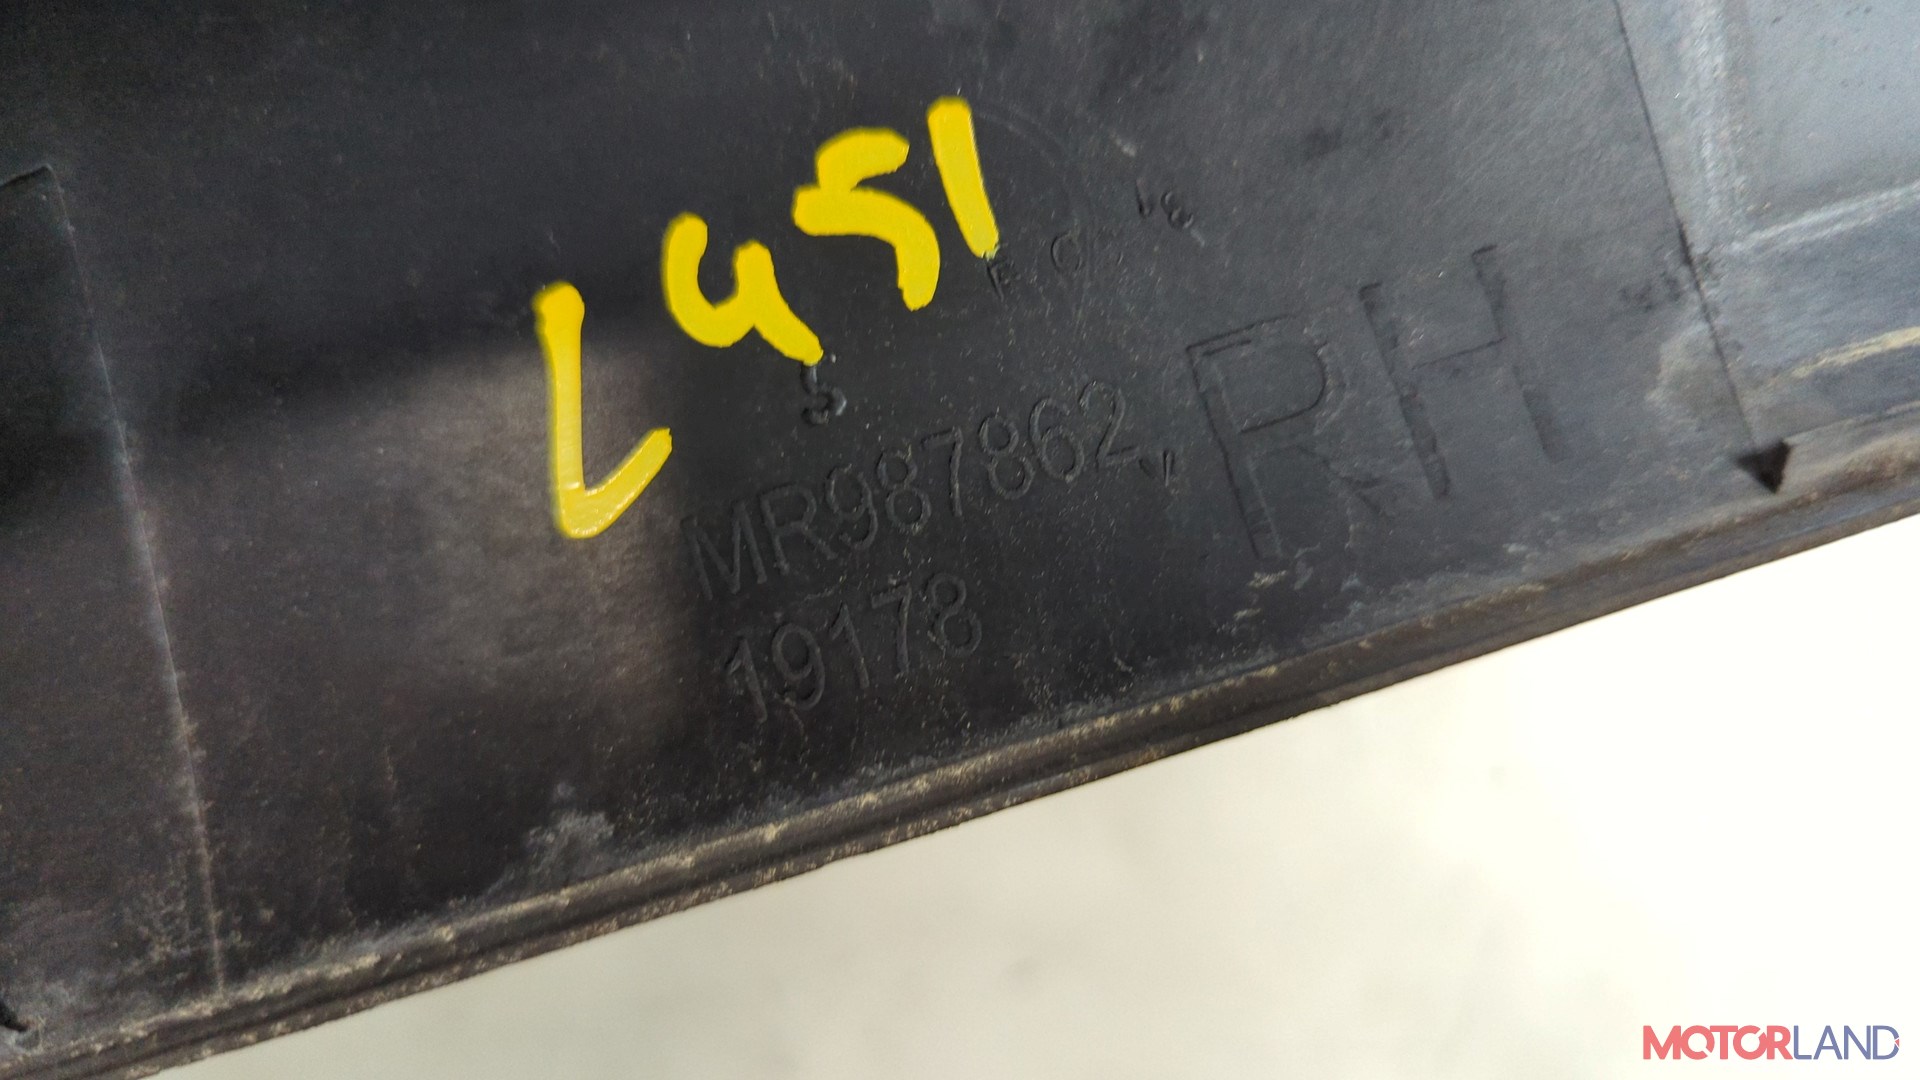 L451
MR987862,
RH
19178
MOTORLAND